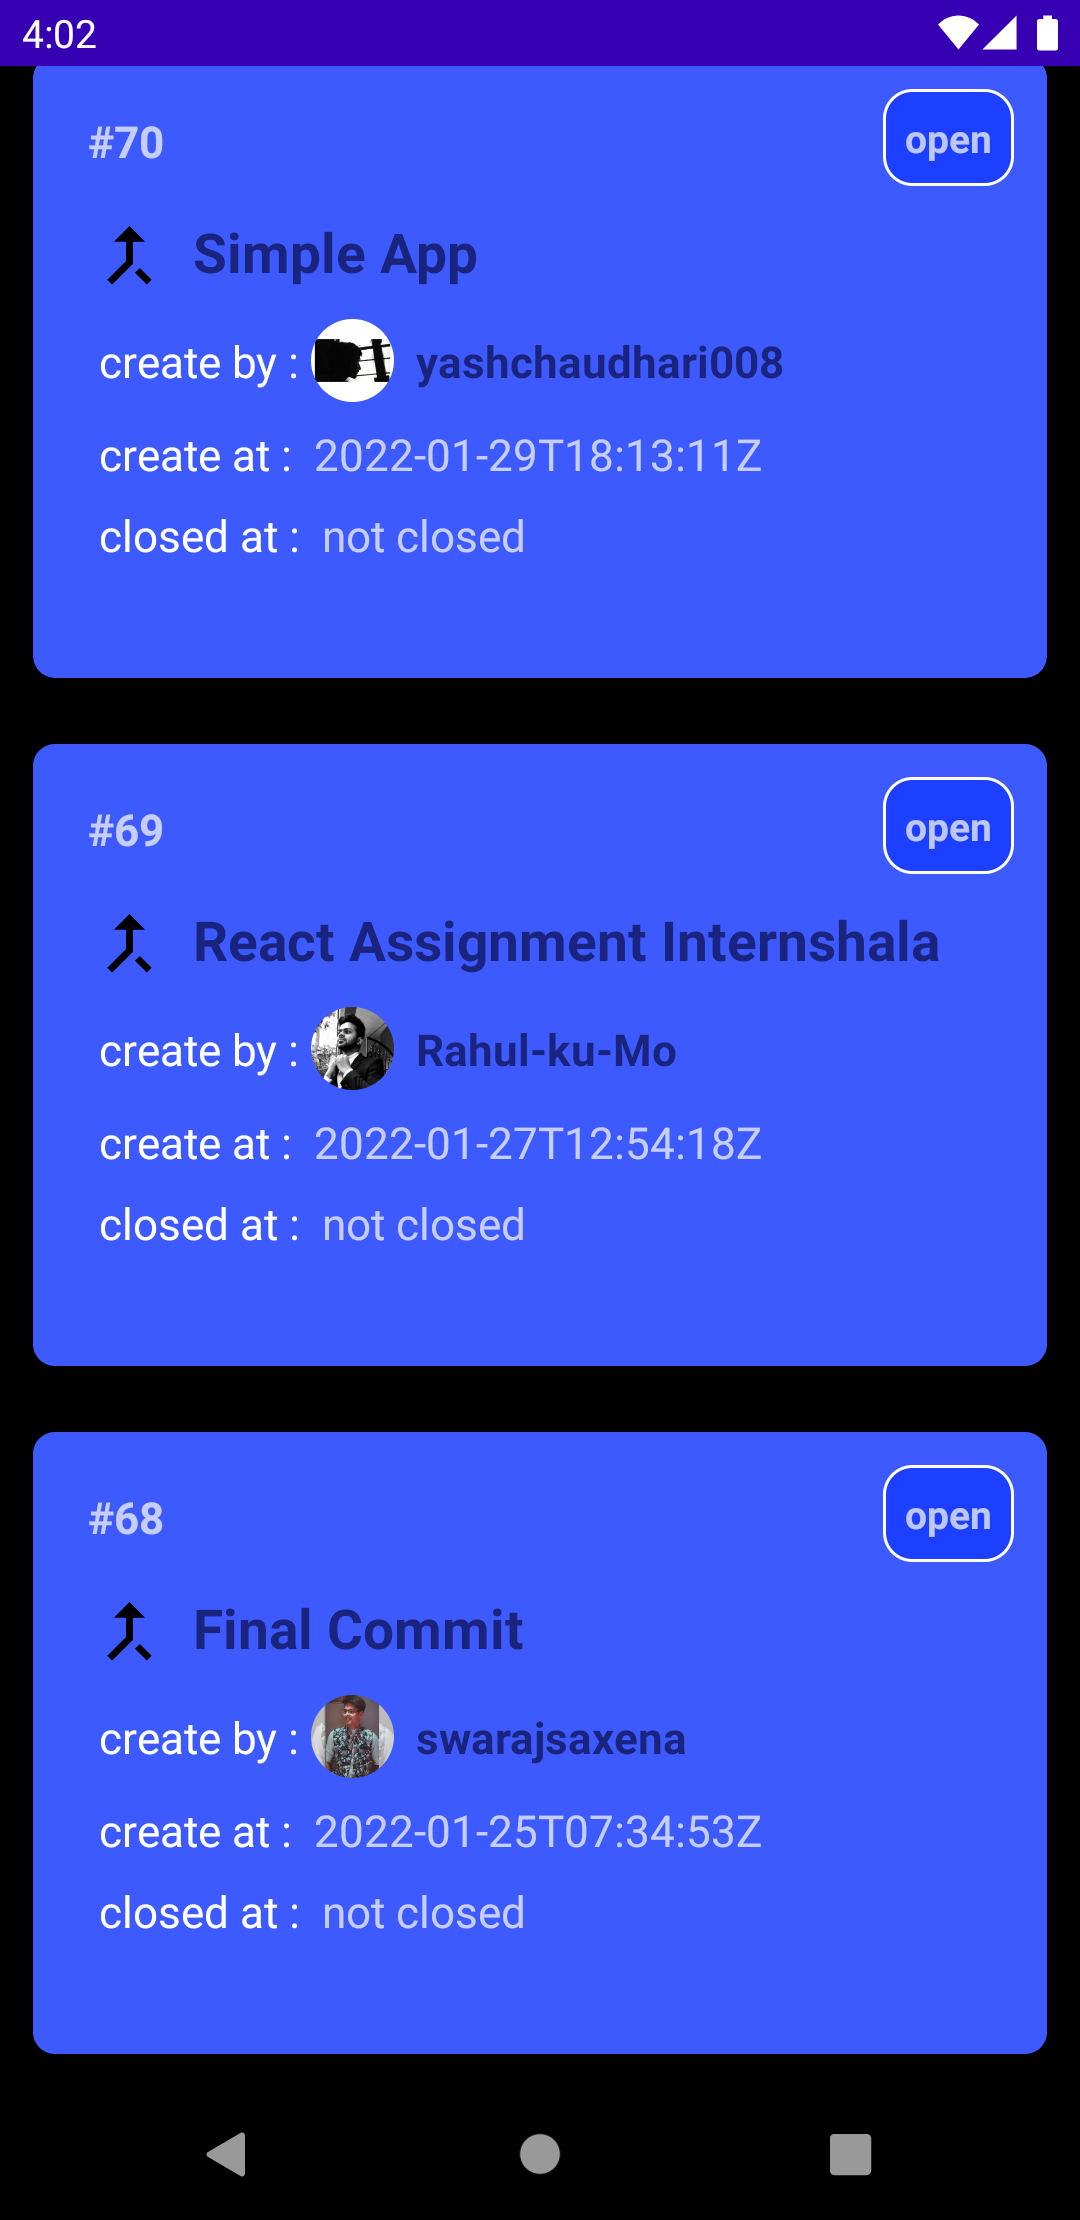 4:02
#70
open
Simple App
create by :
yashchaudhari008
create at :
2022-01-29T18:13:11Z
closed at :
not closed
#69
open
React Assignment Internshala
create by :
Rahul-ku-Mo
create at :
2022-01-27T12:54:18Z
closed at :
not closed
#68
open
Final Commit
create by :
swarajsaxena
create at :
2022-01-25T07:34:53Z
closed at :
not closed